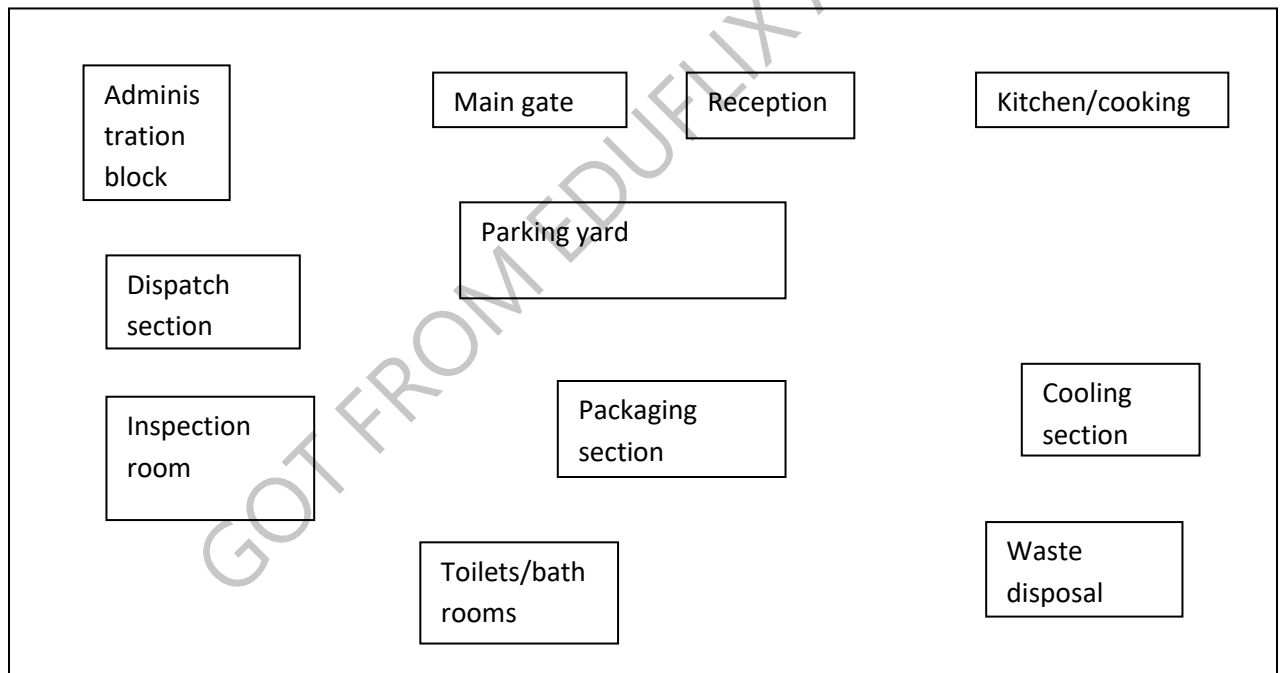 Adminis
tration
block
Main gate
Reception
Kitchen/cooking
Parking yard
Dispatch
section
Inspection
room
Packaging
section
Cooling
section
Toilets/bath
rooms
Waste
disposal
GOT FROM EDUFLIX